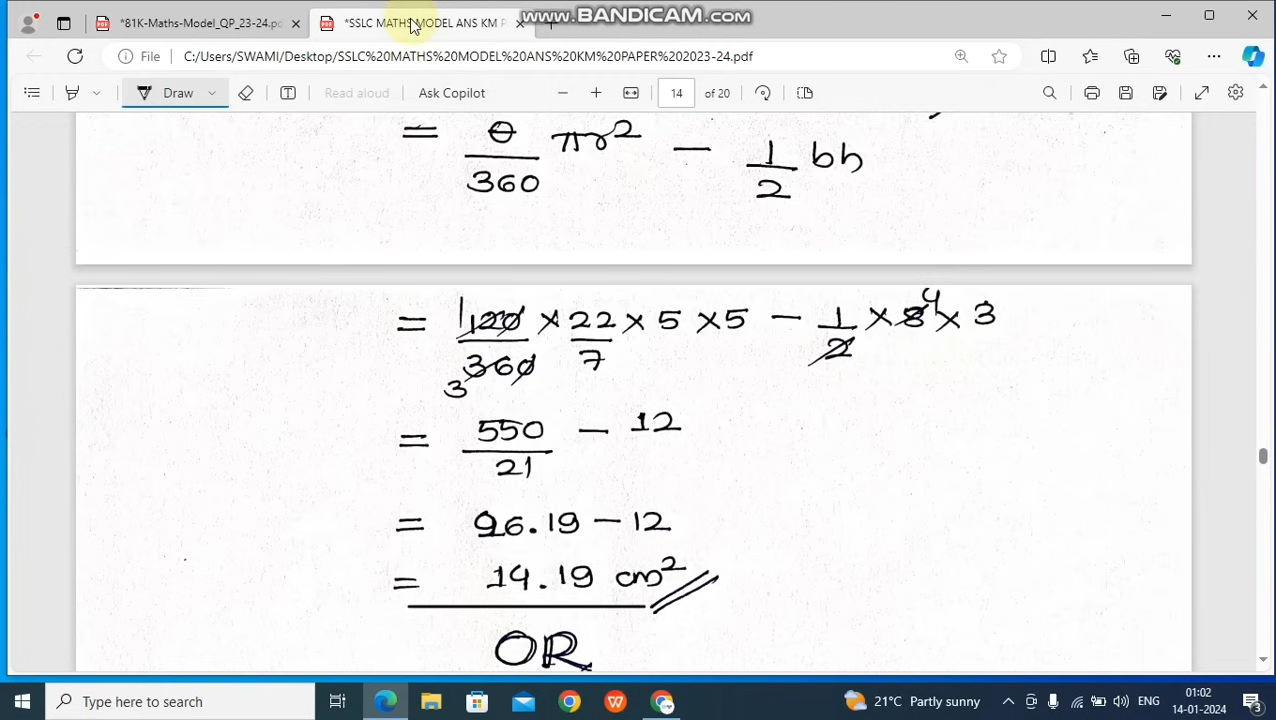 www.BANDICAM.com
*81K-Maths-Model_QP_23-24.pd
*SSLC MATHS MODEL ANS KM P
File
C:/Users/SWAMI/Desktop/SSLC%20MATHS%20MODEL%20ANS%20KM%20PAPER%202023-24.pdf
Draw
Read aloud
Ask Copilot
14 of 20
= θ/360 πr² - 1/2 bh
= 1 120/360 3 × 22/7 × 5 × 5 - 1/2 × 8 4 × 3
= 550/21 - 12
= 26.19 - 12
= 14.19 cm²
OR
Type here to search
21°C Partly sunny
ENG
01:02
14-01-2024
3